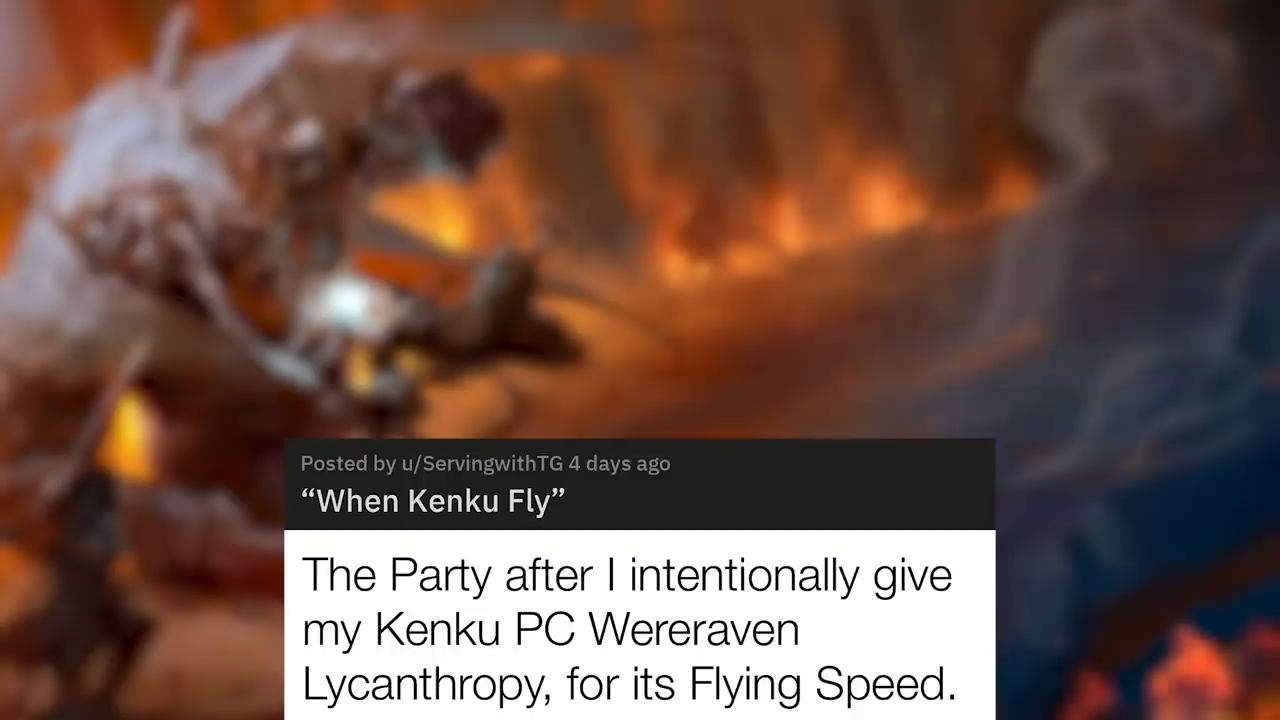 Posted by u/ServingwithTG 4 days ago
“When Kenku Fly”
The Party after I intentionally give
my Kenku PC Wereraven
Lycanthropy, for its Flying Speed.